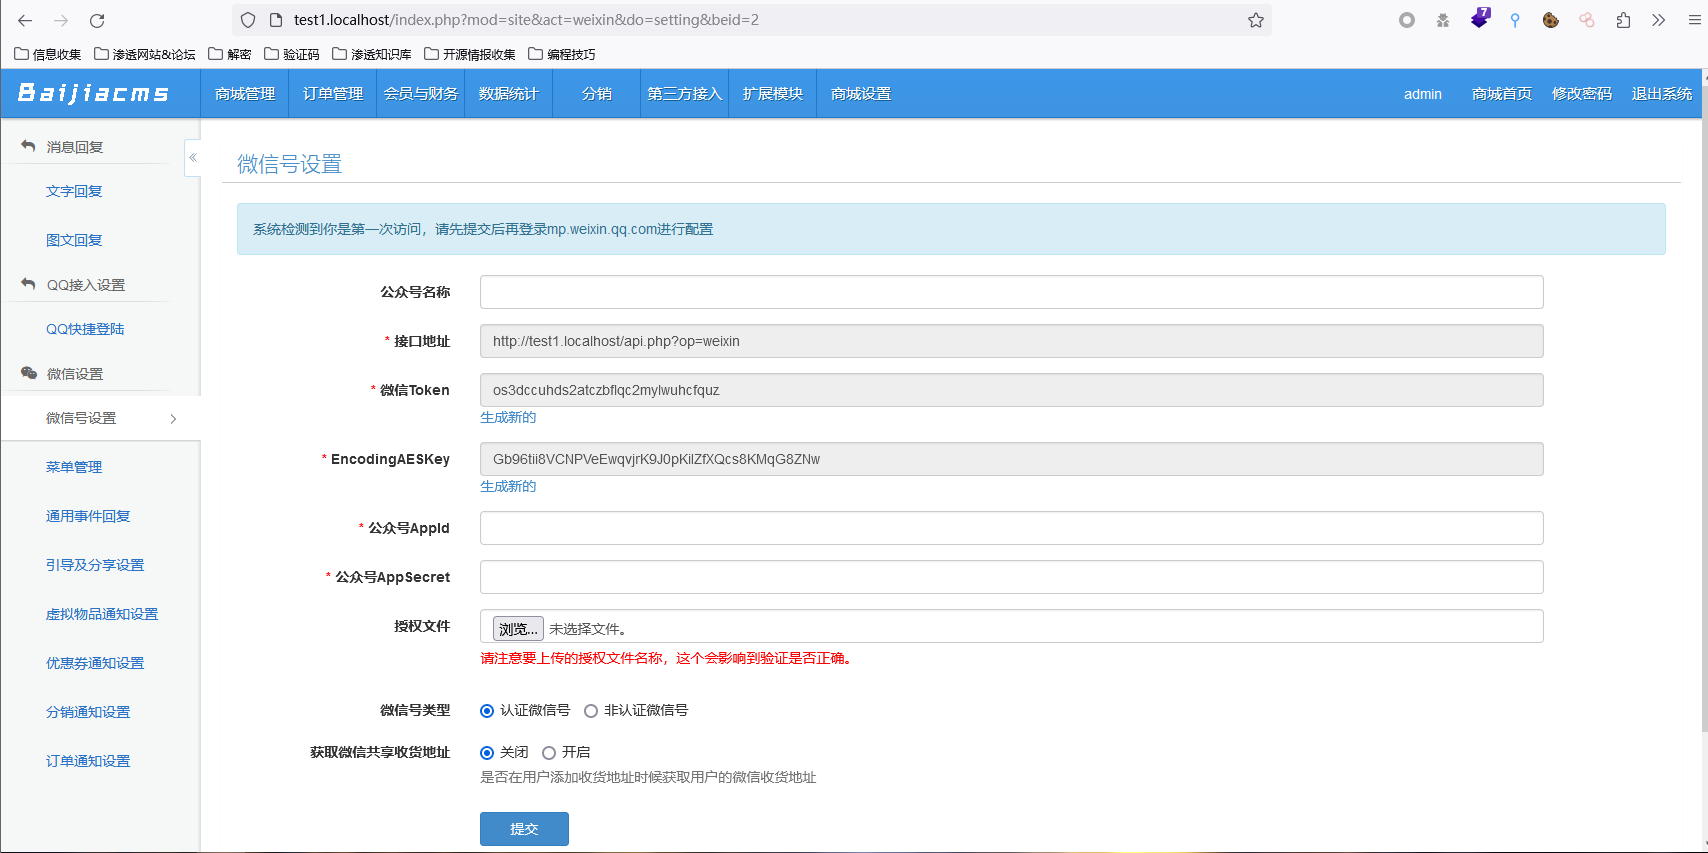 test1.localhost/index.php?mod=site&act=weixin&do=setting&beid=2
7
信息收集 渗透网站&论坛 解密 验证码 渗透知识库 开源情报收集 编程技巧
Baijiacms 商城管理 订单管理 会员与财务 数据统计 分销 第三方接入 扩展模块 商城设置 admin 商城首页 修改密码 退出系统
消息回复
文字回复
图文回复
QQ接入设置
QQ快捷登陆
微信设置
微信号设置
菜单管理
通用事件回复
引导及分享设置
虚拟物品通知设置
优惠券通知设置
分销通知设置
订单通知设置
微信号设置
系统检测到你是第一次访问，请先提交后再登录mp.weixin.qq.com进行配置
公众号名称
* 接口地址 http://test1.localhost/api.php?op=weixin
* 微信Token os3dccuhds2atczbflqc2mylwuhcfquz
生成新的
* EncodingAESKey Gb96tii8VCNPVeEwqvjrK9J0pKilZfXQcs8KMqG8ZNw
生成新的
* 公众号AppId
* 公众号AppSecret
授权文件 浏览... 未选择文件。
请注意要上传的授权文件名称，这个会影响到验证是否正确。
微信号类型 认证微信号 非认证微信号
获取微信共享收货地址 关闭 开启
是否在用户添加收货地址时候获取用户的微信收货地址
提交